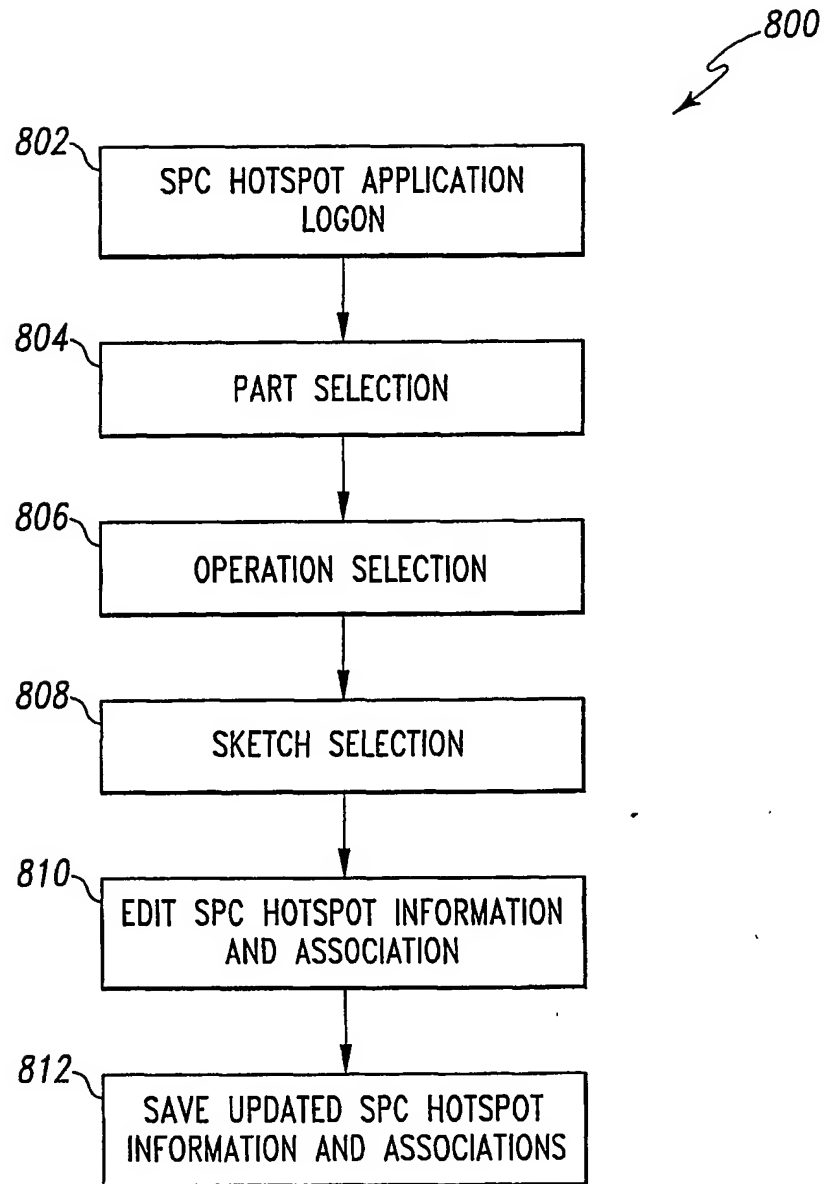 800
802
SPC HOTSPOT APPLICATION
LOGON
804
PART SELECTION
806
OPERATION SELECTION
808
SKETCH SELECTION
810
EDIT SPC HOTSPOT INFORMATION
AND ASSOCIATION
812
SAVE UPDATED SPC HOTSPOT
INFORMATION AND ASSOCIATIONS